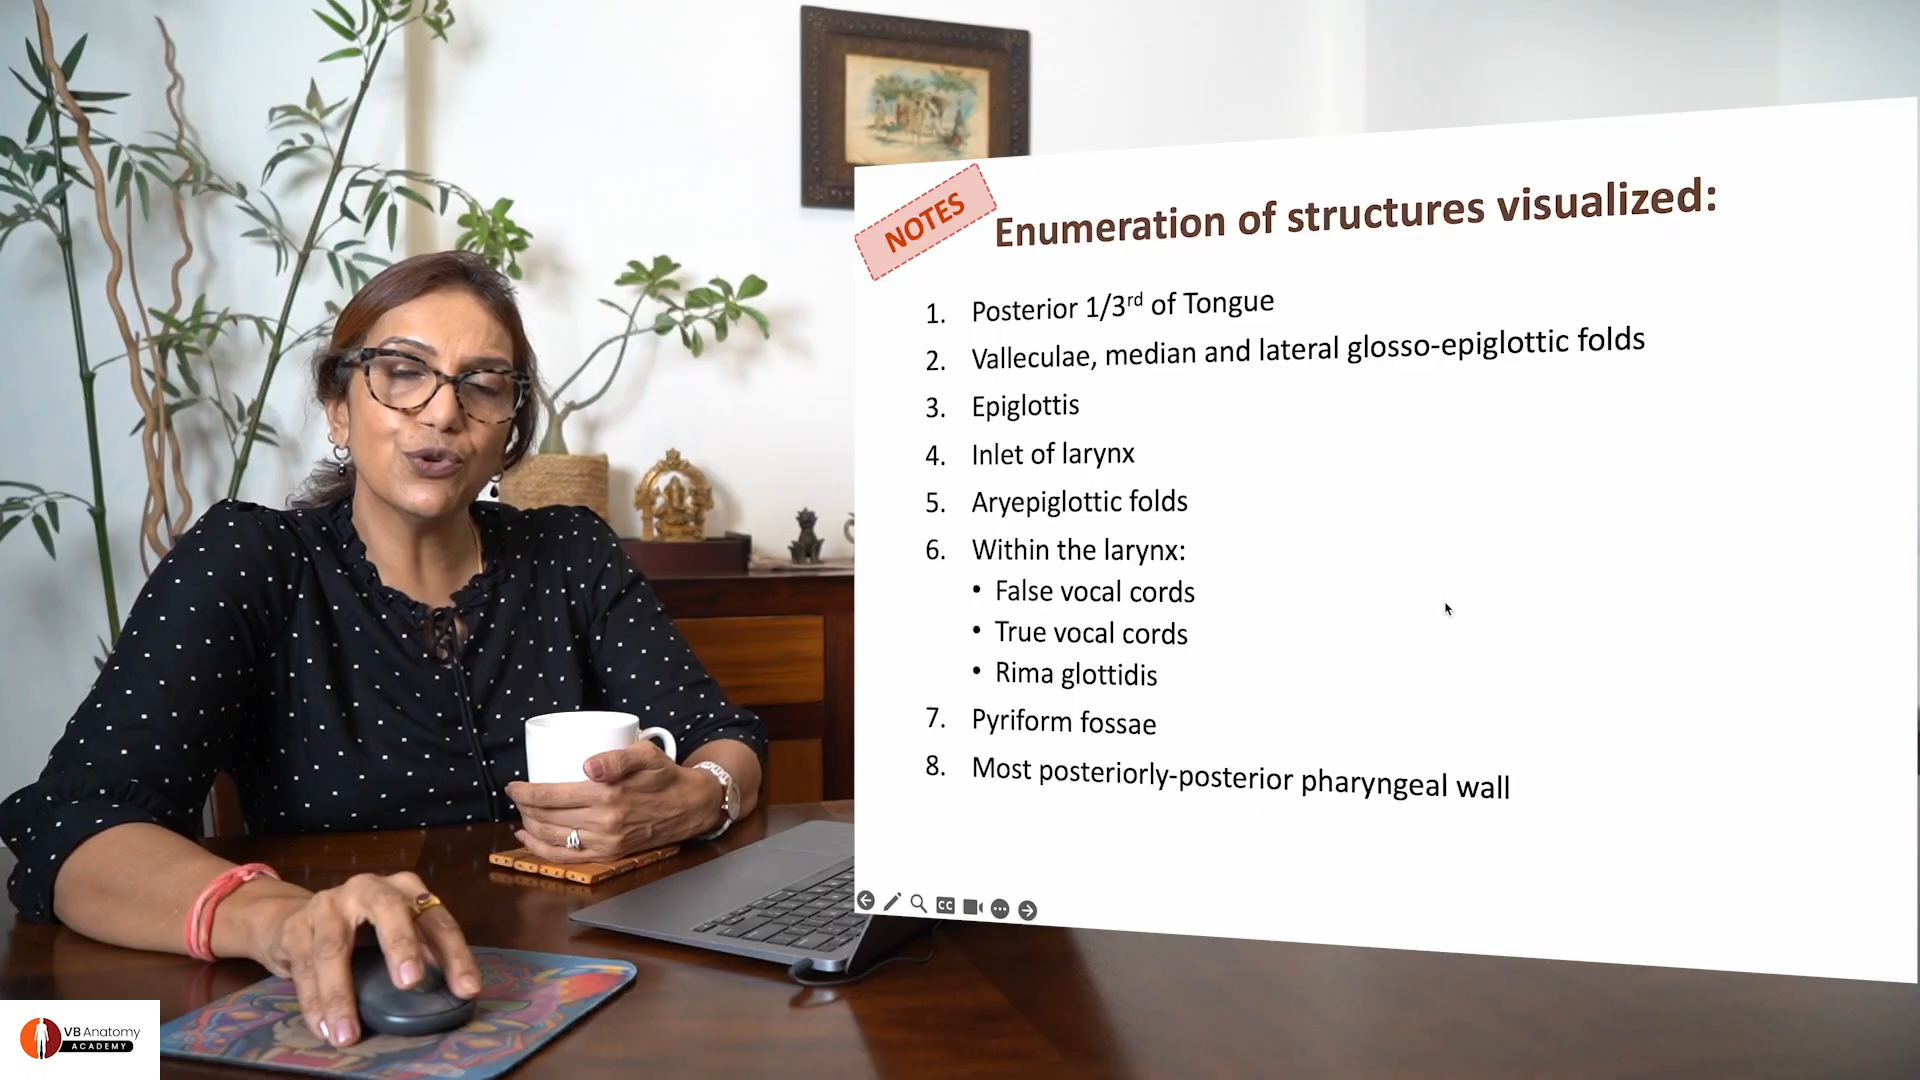 NOTES
Enumeration of structures visualized:
1. Posterior 1/3rd of Tongue
2. Valleculae, median and lateral glosso-epiglottic folds
3. Epiglottis
4. Inlet of larynx
5. Aryepiglottic folds
6. Within the larynx:
• False vocal cords
• True vocal cords
• Rima glottidis
7. Pyriform fossae
8. Most posteriorly-posterior pharyngeal wall
CC
VB Anatomy
ACADEMY